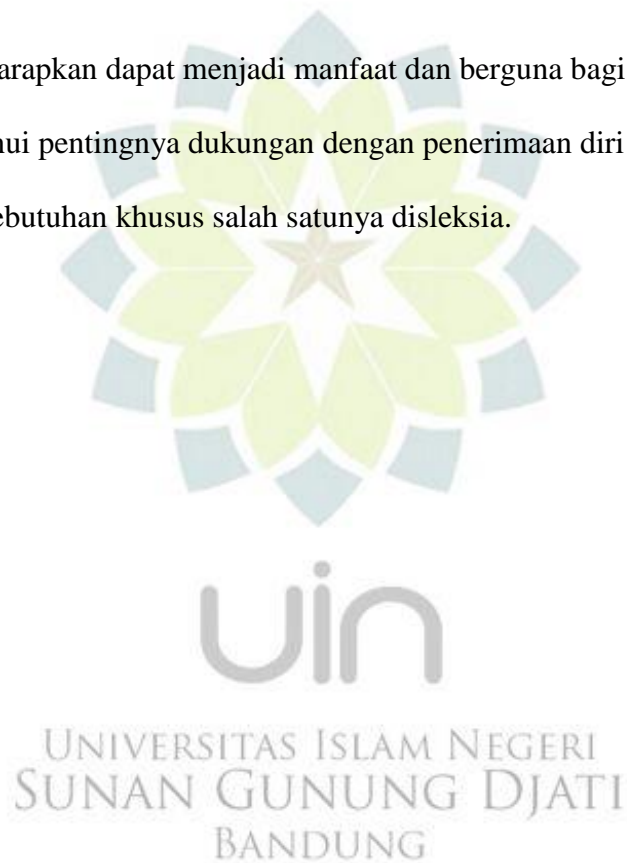 arapkan dapat menjadi manfaat dan berguna bagi
ui pentingnya dukungan dengan penerimaan diri
ebutuhan khusus salah satunya disleksia.
uin
UNIVERSITAS ISLAM NEGERI
SUNAN GUNUNG DJATI
BANDUNG